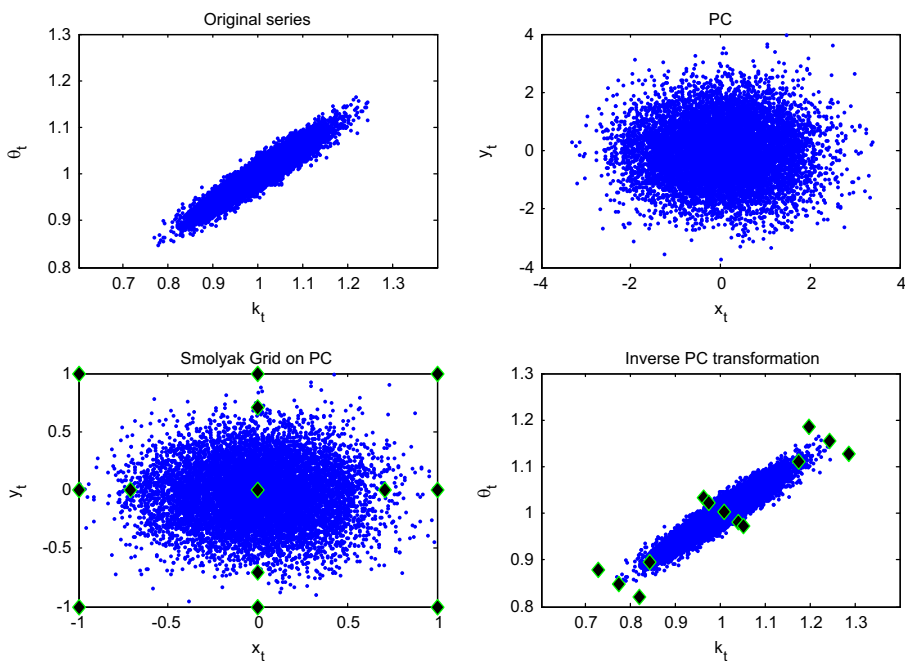 Original series
1.3
1.2
1.1
1
0.9
0.8
θt
0.7 0.8 0.9 1 1.1 1.2 1.3
kt
PC
4
2
0
-2
-4
yt
-4 -2 0 2 4
xt
Smolyak Grid on PC
1
0.5
0
-0.5
-1
yt
-1 -0.5 0 0.5 1
xt
Inverse PC transformation
1.3
1.2
1.1
1
0.9
0.8
θt
0.6 0.7 0.8 0.9 1 1.1 1.2 1.3
kt